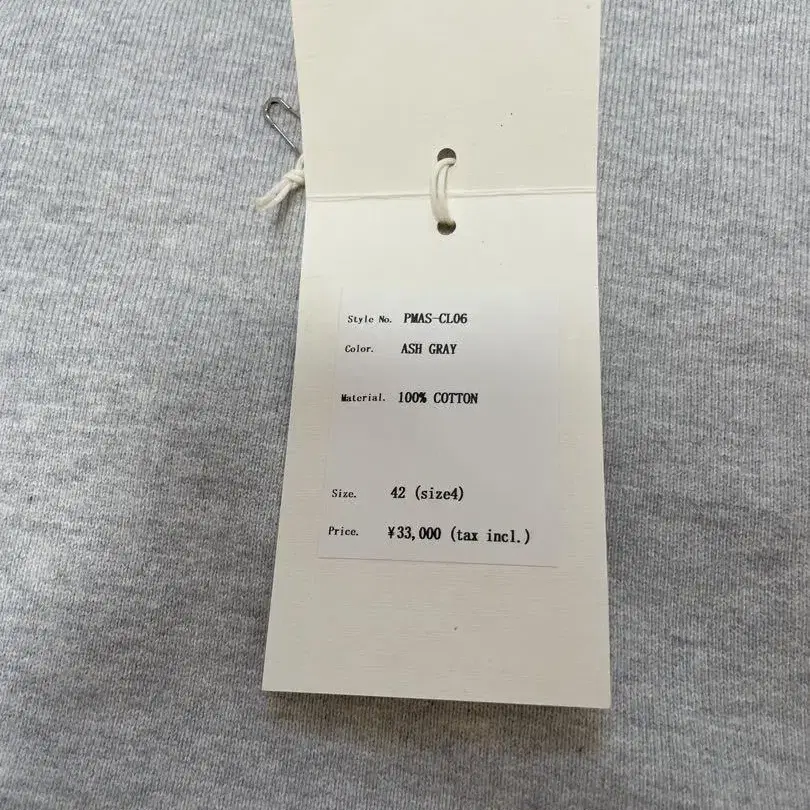 Style No. PMAS-CL06
Color. ASH GRAY
Material. 100% COTTON
Size. 42 (size4)
Price. ¥33,000 (tax incl.)